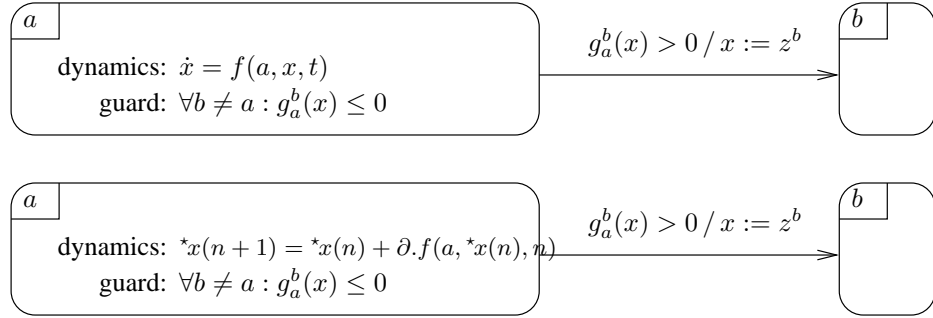 a
b
g_a^b(x) > 0 / x := z^b
dynamics: ẋ = f(a, x, t)
guard: ∀b ≠ a : g_a^b(x) ≤ 0
a
b
g_a^b(x) > 0 / x := z^b
dynamics: ⋆x(n + 1) = ⋆x(n) + ∂.f(a, ⋆x(n), n)
guard: ∀b ≠ a : g_a^b(x) ≤ 0